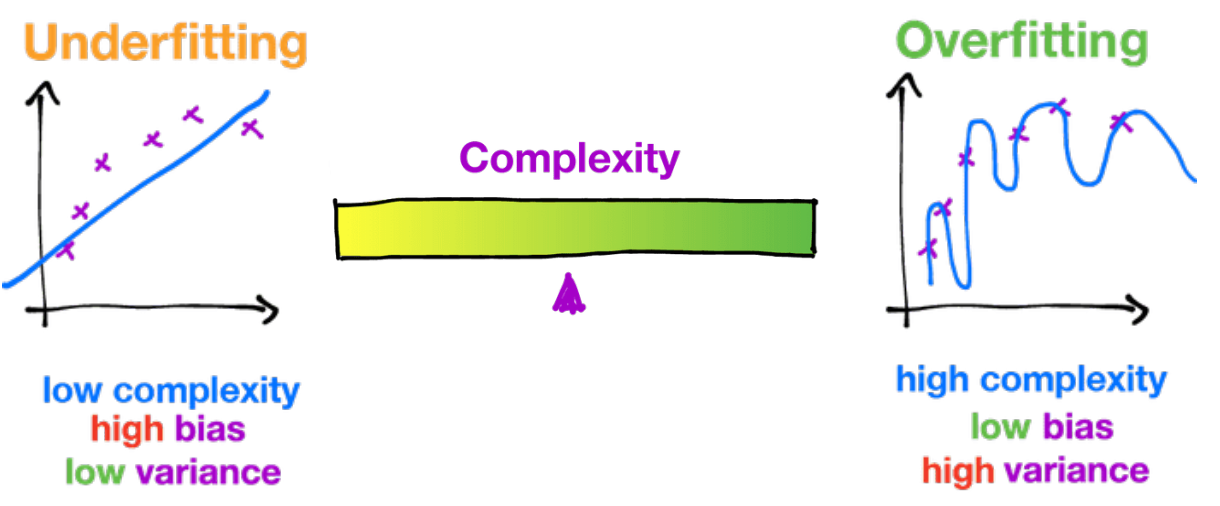 Underfitting
Overfitting
Complexity
low complexity
high bias
low variance
high complexity
low bias
high variance